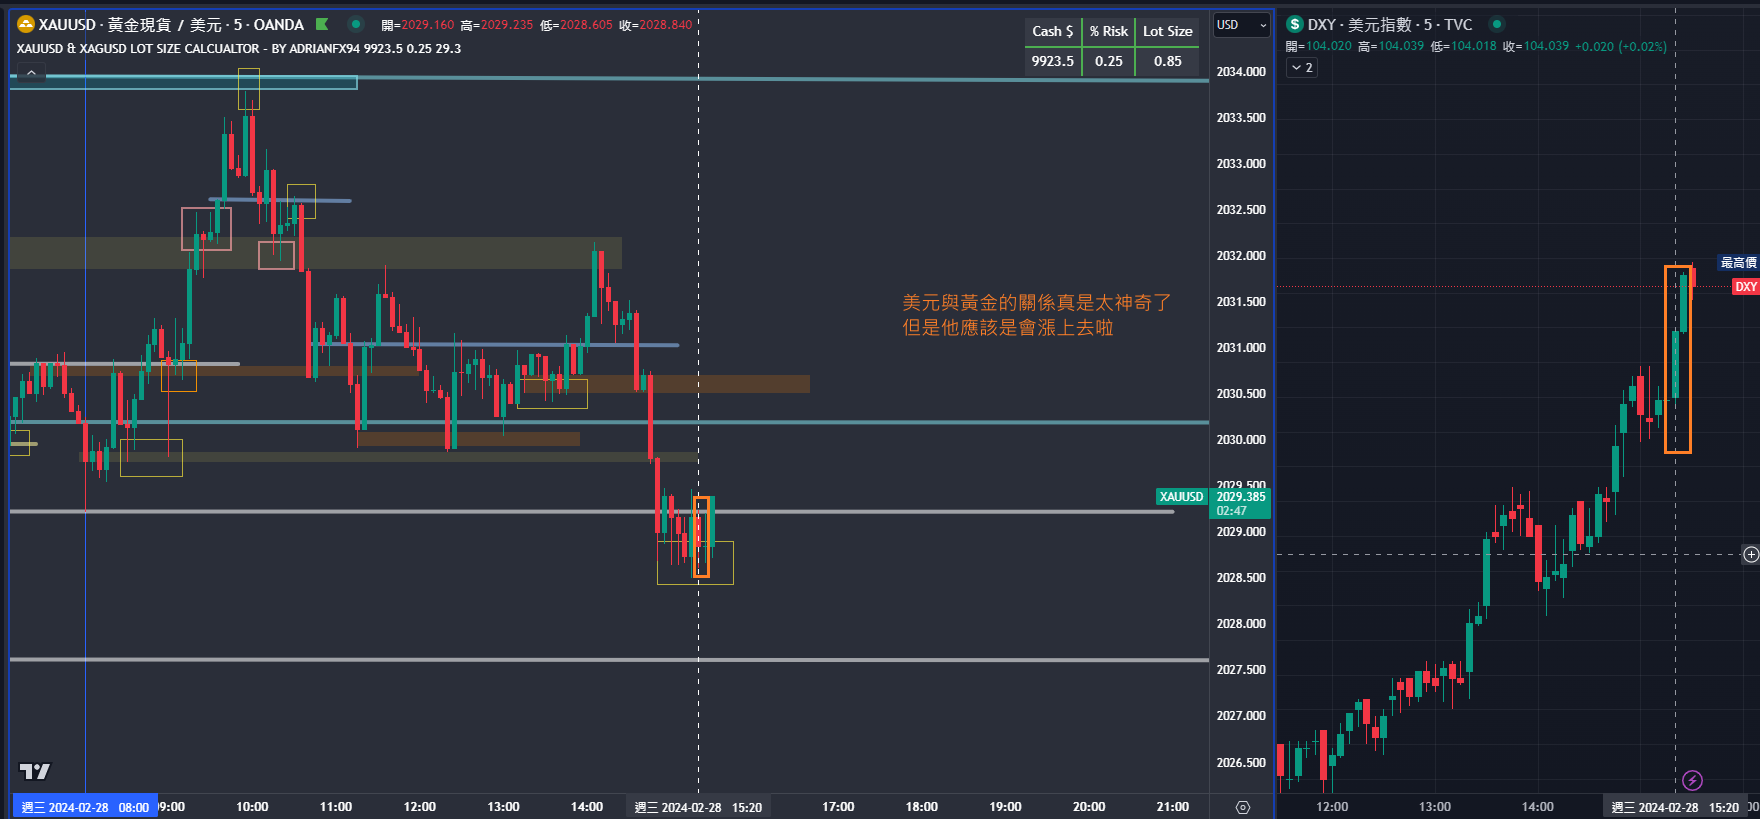 XAUUSD · 黃金現貨 / 美元 · 5 · OANDA 開=2029.160 高=2029.235 低=2028.605 收=2028.840
XAUUSD & XAGUSD LOT SIZE CALCUALTOR - BY ADRIANFX94 9923.5 0.25 29.3
Cash $ % Risk Lot Size
9923.5 0.25 0.85
USD
2034.000
2033.500
2033.000
2032.500
2032.000
2031.500
2031.000
2030.500
2030.000
2029.500
XAUUSD 2029.385
02:47
2029.000
2028.500
2028.000
2027.500
2027.000
2026.500
美元與黃金的關係真是太神奇了
但是他應該是會漲上去啦
週三 2024-02-28 08:00 09:00 10:00 11:00 12:00 13:00 14:00 週三 2024-02-28 15:20 17:00 18:00 19:00 20:00 21:00
$ DXY · 美元指數 · 5 · TVC
開=104.020 高=104.039 低=104.018 收=104.039 +0.020 (+0.02%)
2
最高價
DXY
12:00 13:00 14:00 週三 2024-02-28 15:20